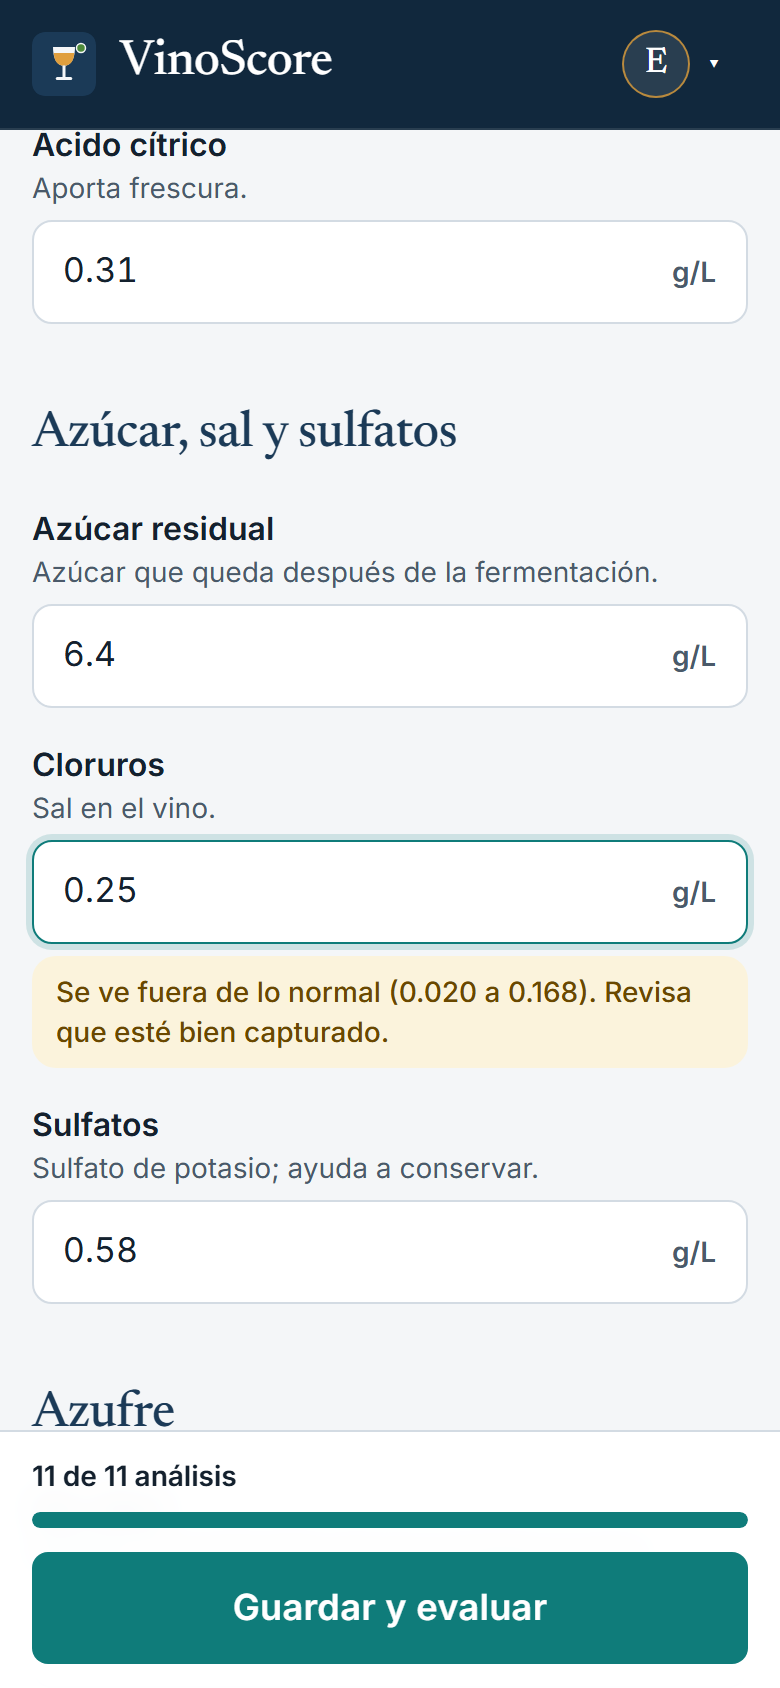 VinoScore
E
Ácido cítrico
Aporta frescura.
0.31
g/L
Azúcar, sal y sulfatos
Azúcar residual
Azúcar que queda después de la fermentación.
6.4
g/L
Cloruros
Sal en el vino.
0.25
g/L
Se ve fuera de lo normal (0.020 a 0.168). Revisa
que esté bien capturado.
Sulfatos
Sulfato de potasio; ayuda a conservar.
0.58
g/L
Azufre
11 de 11 análisis
Guardar y evaluar